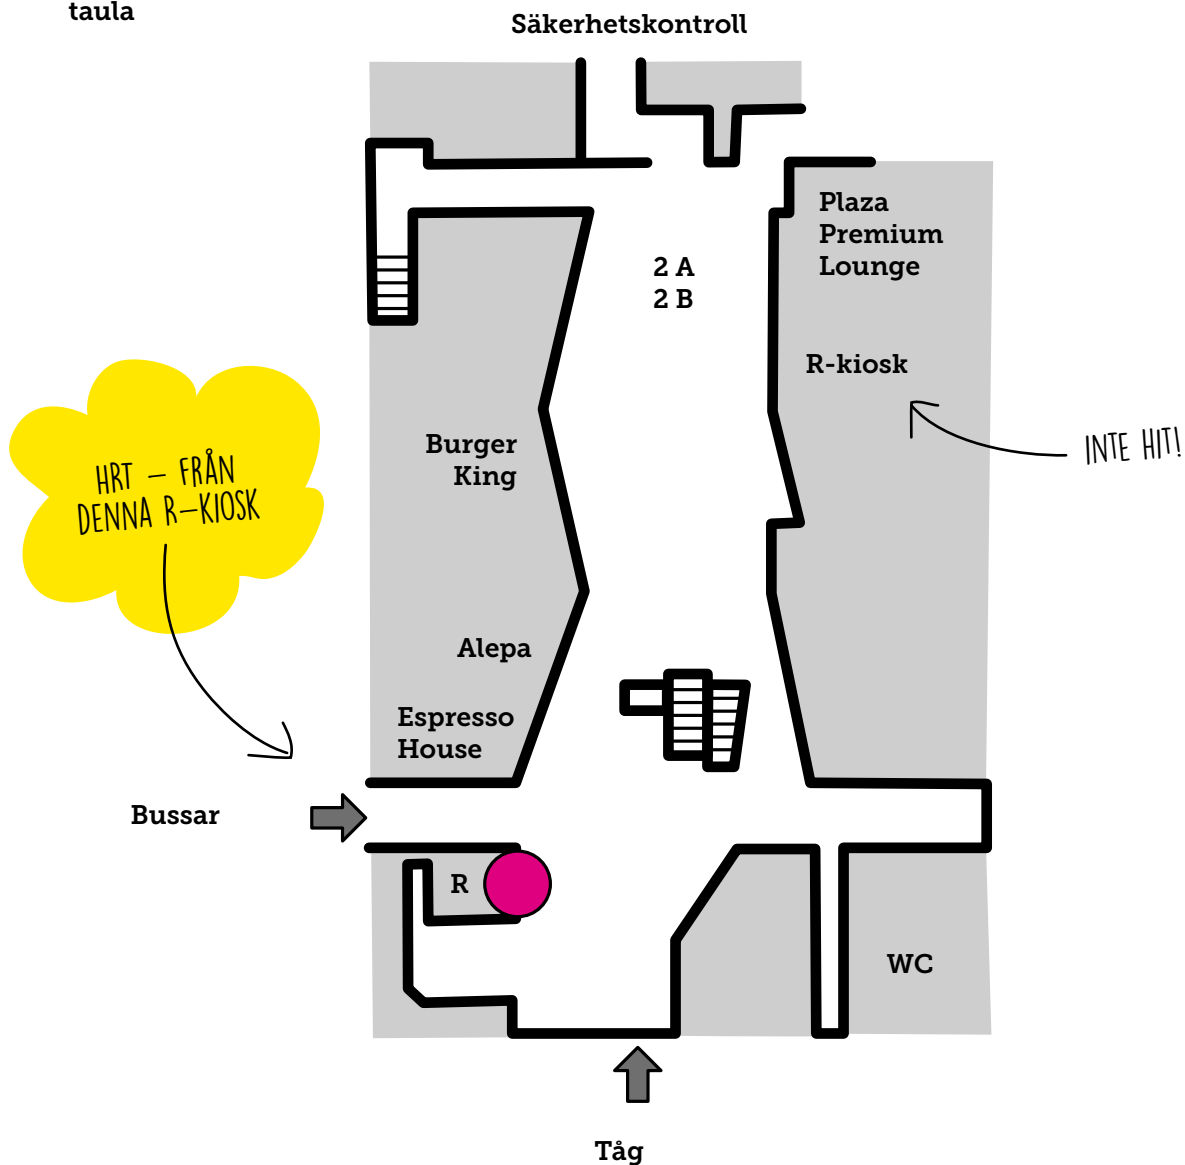 taula
Säkerhetskontroll
Plaza
Premium
Lounge
2 A
2 B
R-kiosk
Burger
King
INTE HIT!
HRT – FRÅN
DENNA R–KIOSK
Alepa
Espresso
House
Bussar
R
WC
Tåg